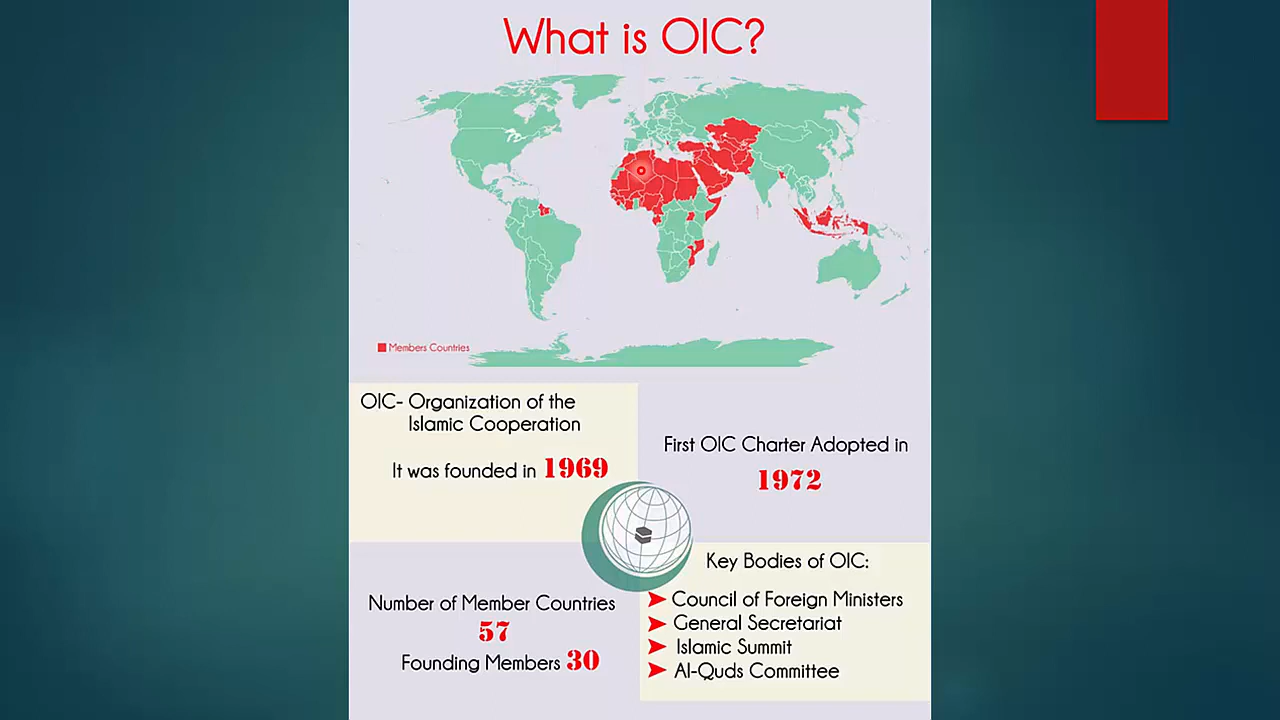 What is OIC?
Members Countries
OIC- Organization of the
Islamic Cooperation
It was founded in 1969
First OIC Charter Adopted in
1972
Number of Member Countries
57
Founding Members 30
Key Bodies of OIC:
Council of Foreign Ministers
General Secretariat
Islamic Summit
Al-Quds Committee